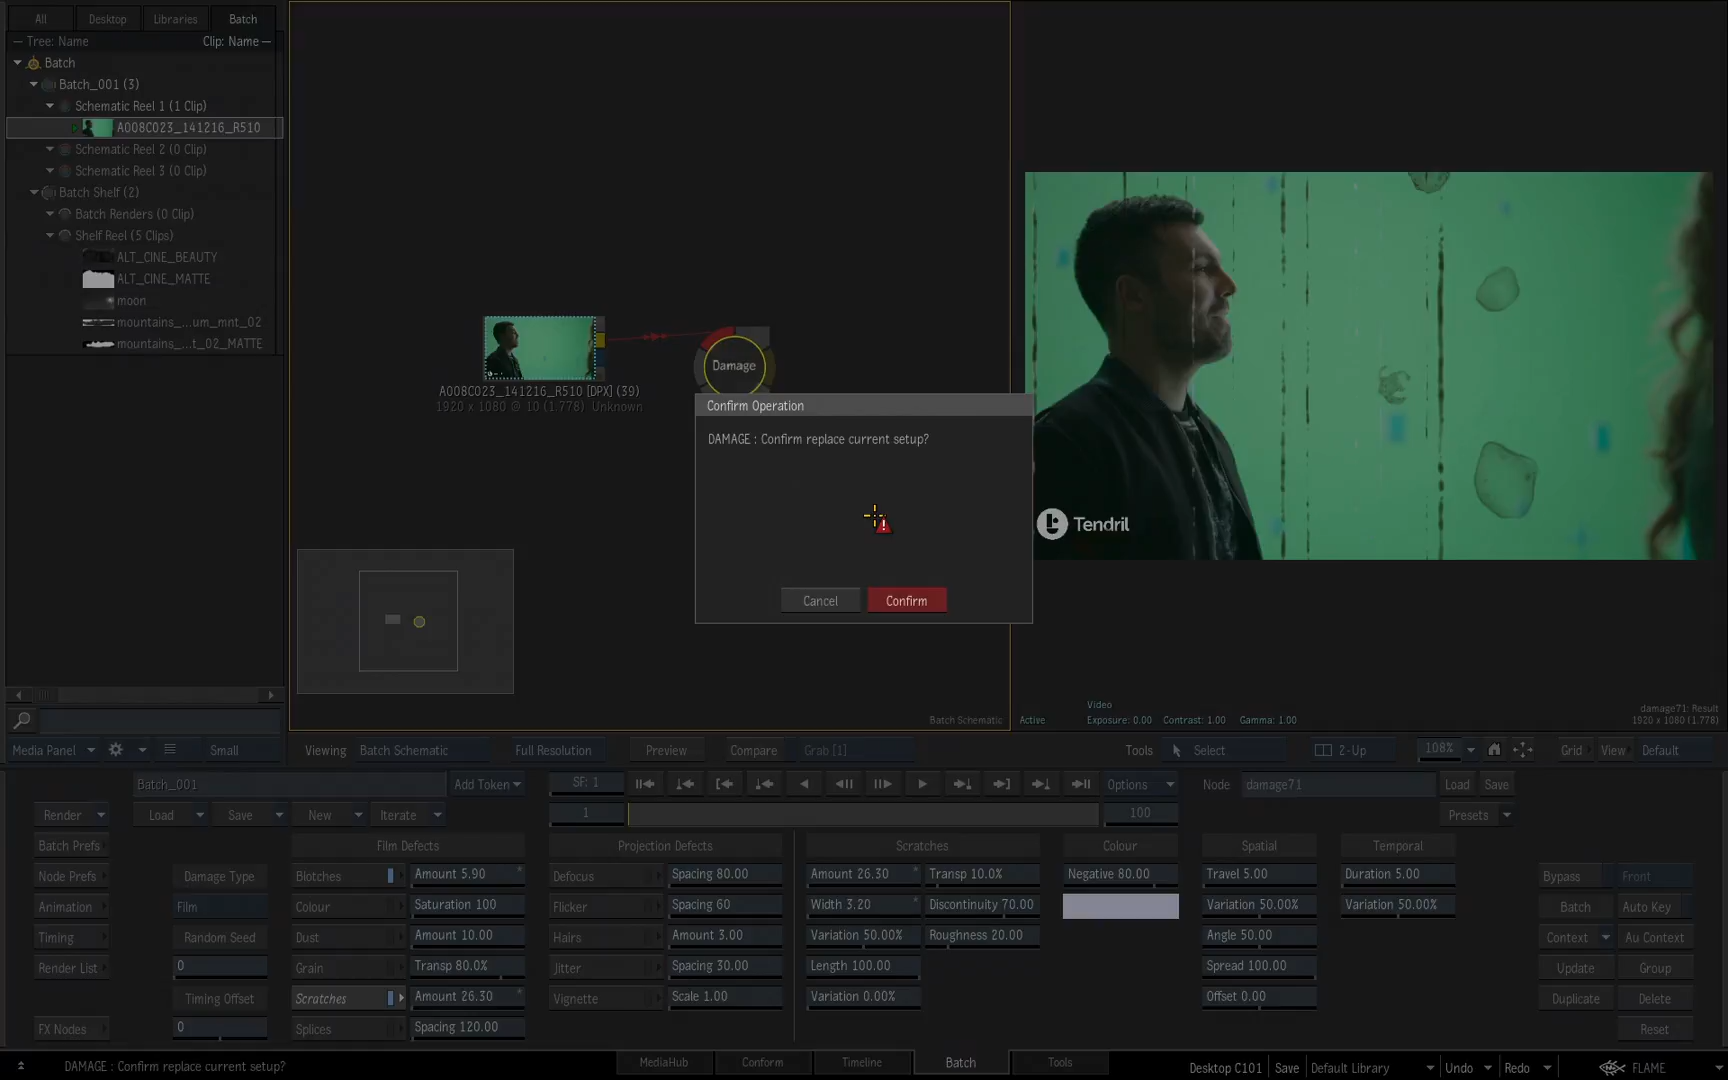 All Desktop Libraries Batch
Tree: Name Clip: Name
Batch
Batch_001 (3)
Schematic Reel 1 (1 Clip)
A008C023_141216_R510
Schematic Reel 2 (0 Clip)
Schematic Reel 3 (0 Clip)
Batch Shelf (2)
Batch Renders (0 Clip)
Shelf Reel (5 Clips)
ALT_CINE_BEAUTY
ALT_CINE_MATTE
moon
mountains_...um_mnt_02
mountains_...t_02_MATTE
A008C023_141216_R510 [DPX] (39)
1920 x 1080 @ 10 (1.778) Unknown
Damage
Confirm Operation
DAMAGE : Confirm replace current setup?
Cancel Confirm
Tendril
Batch Schematic
Video
Active Exposure: 0.00 Contrast: 1.00 Gamma: 1.00
damage71: Result
1920 x 1080 (1.778)
Media Panel Small Viewing Batch Schematic Full Resolution Preview Compare Grab [1] Tools Select 2-Up 108% Grid View Default
Batch_001 Add Token SF: 1 Options Node damage71 Load Save
Render Load Save New Iterate 1 100 Presets
Batch Prefs Film Defects Projection Defects Scratches Colour Spatial Temporal
Node Prefs Damage Type Blotches Amount 5.90 Defocus Spacing 80.00 Amount 26.30 Transp 10.0% Negative 80.00 Travel 5.00 Duration 5.00 Bypass Front
Animation Film Colour Saturation 100 Flicker Spacing 60 Width 3.20 Discontinuity 70.00 Variation 50.00% Variation 50.00% Batch Auto Key
Timing Random Seed Dust Amount 10.00 Hairs Amount 3.00 Variation 50.00% Roughness 20.00 Angle 50.00 Context Au Context
Render List 0 Grain Transp 80.0% Jitter Spacing 30.00 Length 100.00 Spread 100.00 Update Group
Timing Offset Scratches Amount 26.30 Vignette Scale 1.00 Variation 0.00% Offset 0.00 Duplicate Delete
FX Nodes 0 Splices Spacing 120.00 Reset
DAMAGE : Confirm replace current setup? MediaHub Conform Timeline Batch Tools Desktop C101 Save Default Library Undo Redo FLAME